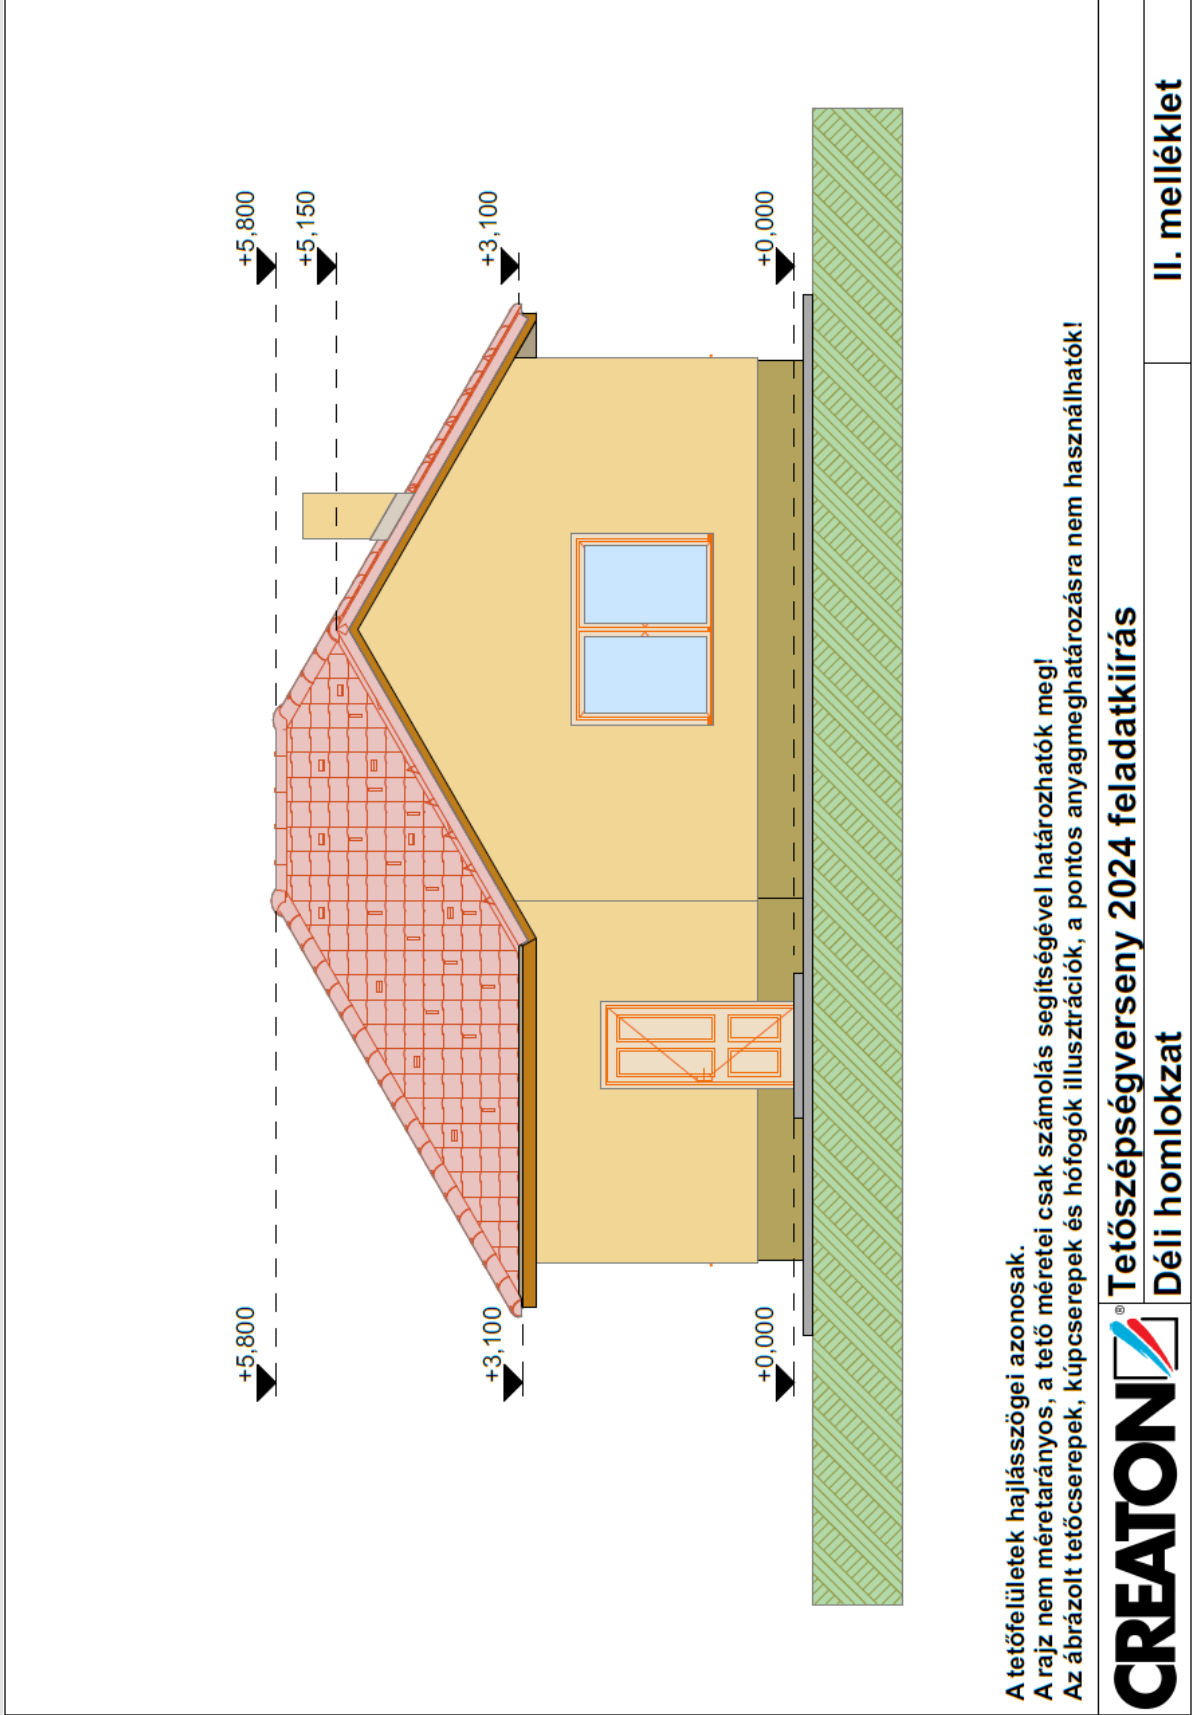 +5,800
+5,800
+5,150
+3,100
+3,100
+0,000
+0,000
A tetőfelületek hajlásszögei azonosak.
A rajz nem méretarányos, a tető méretei csak számolás segítségével határozhatók meg!
Az ábrázolt tetőcserepek, kúpcserepek és hófogók illusztrációk, a pontos anyagmeghatározásra nem használhatók!
CREATON®
Tetőszépségverseny 2024 feladatkiírás
Déli homlokzat
II. melléklet